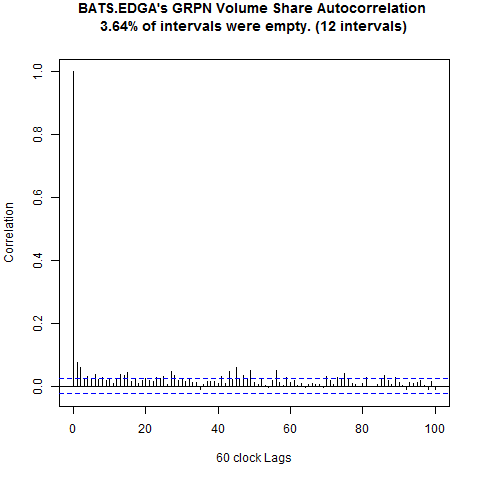 BATS.EDGA's GRPN Volume Share Autocorrelation
3.64% of intervals were empty. (12 intervals)
1.0
0.8
0.6
0.4
0.2
0.0
Correlation
0 20 40 60 80 100
60 clock Lags